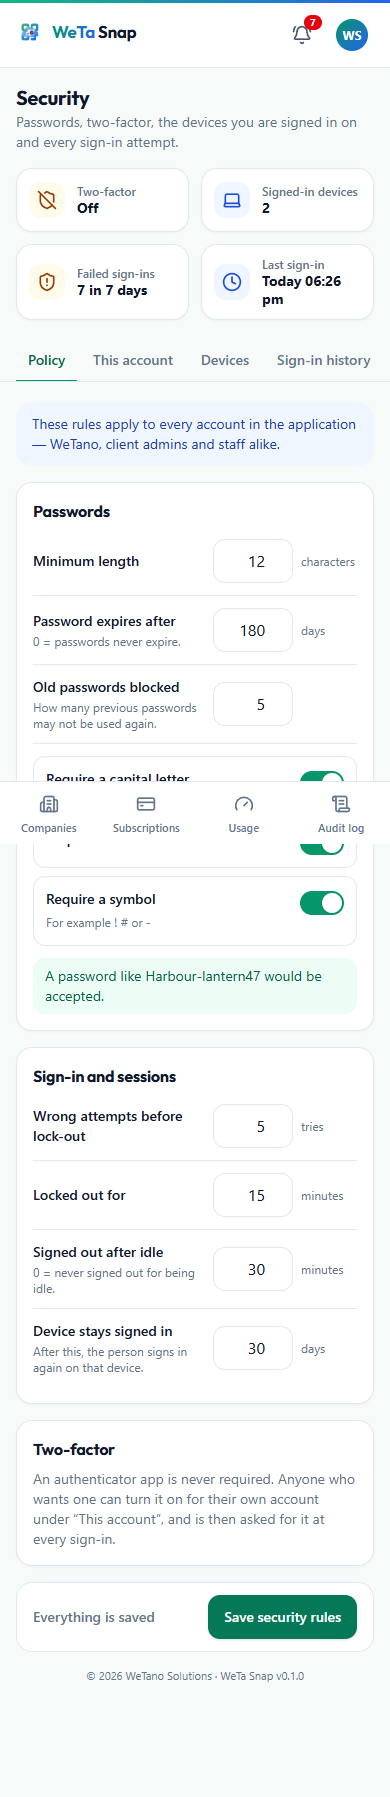 WeTa Snap
7
WS
Security
Passwords, two-factor, the devices you are signed in on
and every sign-in attempt.
Two-factor
Off
Signed-in devices
2
Failed sign-ins
7 in 7 days
Last sign-in
Today 06:26
pm
Policy
This account
Devices
Sign-in history
These rules apply to every account in the application
— WeTano, client admins and staff alike.
Passwords
Minimum length
12
characters
Password expires after
0 = passwords never expire.
180
days
Old passwords blocked
How many previous passwords
may not be used again.
5
Require a capital letter
Companies
Subscriptions
Usage
Audit log
Require a symbol
For example ! # or -
A password like Harbour-lantern47 would be
accepted.
Sign-in and sessions
Wrong attempts before
lock-out
5
tries
Locked out for
15
minutes
Signed out after idle
0 = never signed out for being
idle.
30
minutes
Device stays signed in
After this, the person signs in
again on that device.
30
days
Two-factor
An authenticator app is never required. Anyone who
wants one can turn it on for their own account
under “This account”, and is then asked for it at
every sign-in.
Everything is saved
Save security rules
© 2026 WeTano Solutions · WeTa Snap v0.1.0